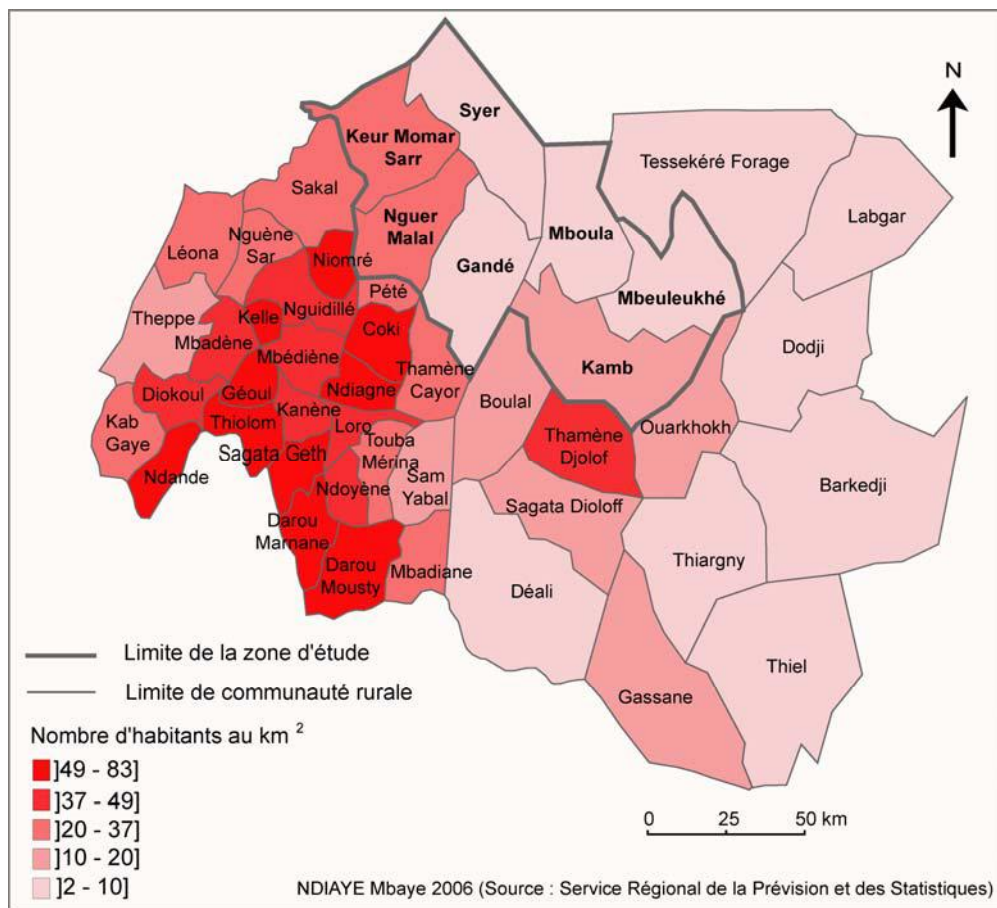 N
Syer
Keur Momar
Sarr
Tessekéré Forage
Sakal
Labgar
Nguer
Malal
Mboula
Nguène
Sar
Léona
Niomré
Gandé
Mbeuleukhé
Pété
Nguidillé
Theppe
Kelle
Coki
Mbadène
Dodji
Mbédiène
Thamène
Cayor
Kamb
Diokoul
Géoul
Ndiagne
Boulal
Kanène
Kab
Gaye
Thiolom
Loro
Thamène
Djolof
Ouarkhokh
Touba
Mérina
Sagata Geth
Ndande
Sam
Yabal
Barkedji
Ndoyène
Sagata Dioloff
Darou
Marnane
Thiargny
Darou
Mousty
Mbadiane
Déali
Limite de la zone d'étude
Thiel
Limite de communauté rurale
Gassane
Nombre d'habitants au km 2
]49 - 83]
]37 - 49]
]20 - 37]
]10 - 20]
]2 - 10]
0 25 50 km
NDIAYE Mbaye 2006 (Source : Service Régional de la Prévision et des Statistiques)